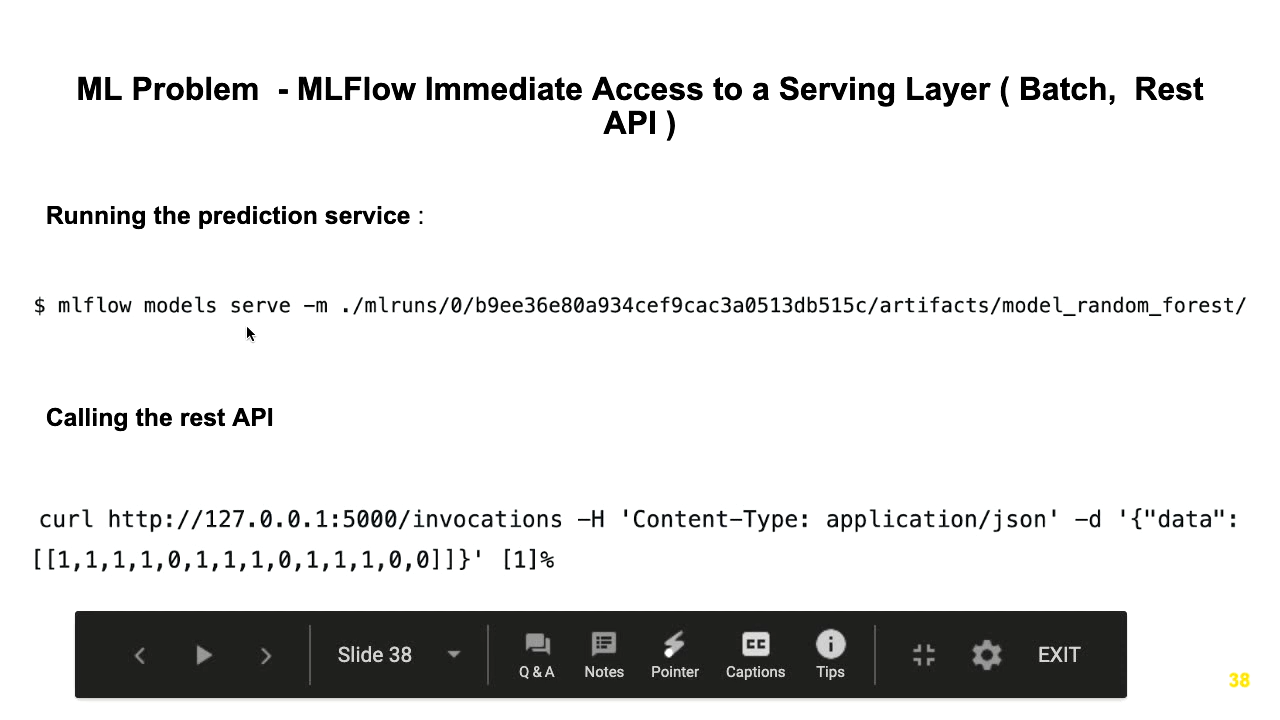 ML Problem - MLFlow Immediate Access to a Serving Layer ( Batch, Rest
API )
Running the prediction service :
$ mlflow models serve -m ./mlruns/0/b9ee36e80a934cef9cac3a0513db515c/artifacts/model_random_forest/
Calling the rest API
curl http://127.0.0.1:5000/invocations -H 'Content-Type: application/json' -d '{"data":
[[1,1,1,1,0,1,1,1,0,1,1,1,0,0]]}' [1]%
Slide 38
Q & A
Notes
Pointer
CC
Captions
Tips
EXIT
38